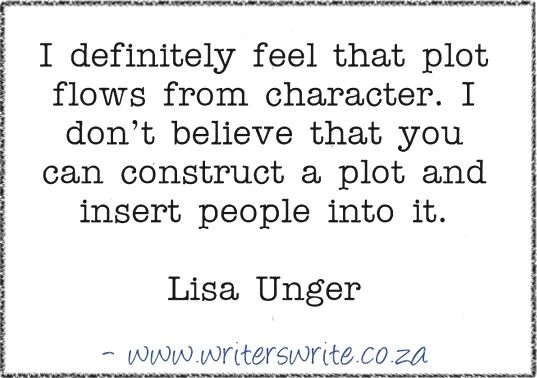 I definitely feel that plot
flows from character. I
don't believe that you
can construct a plot and
insert people into it.
Lisa Unger
- www.writerswrite.co.za